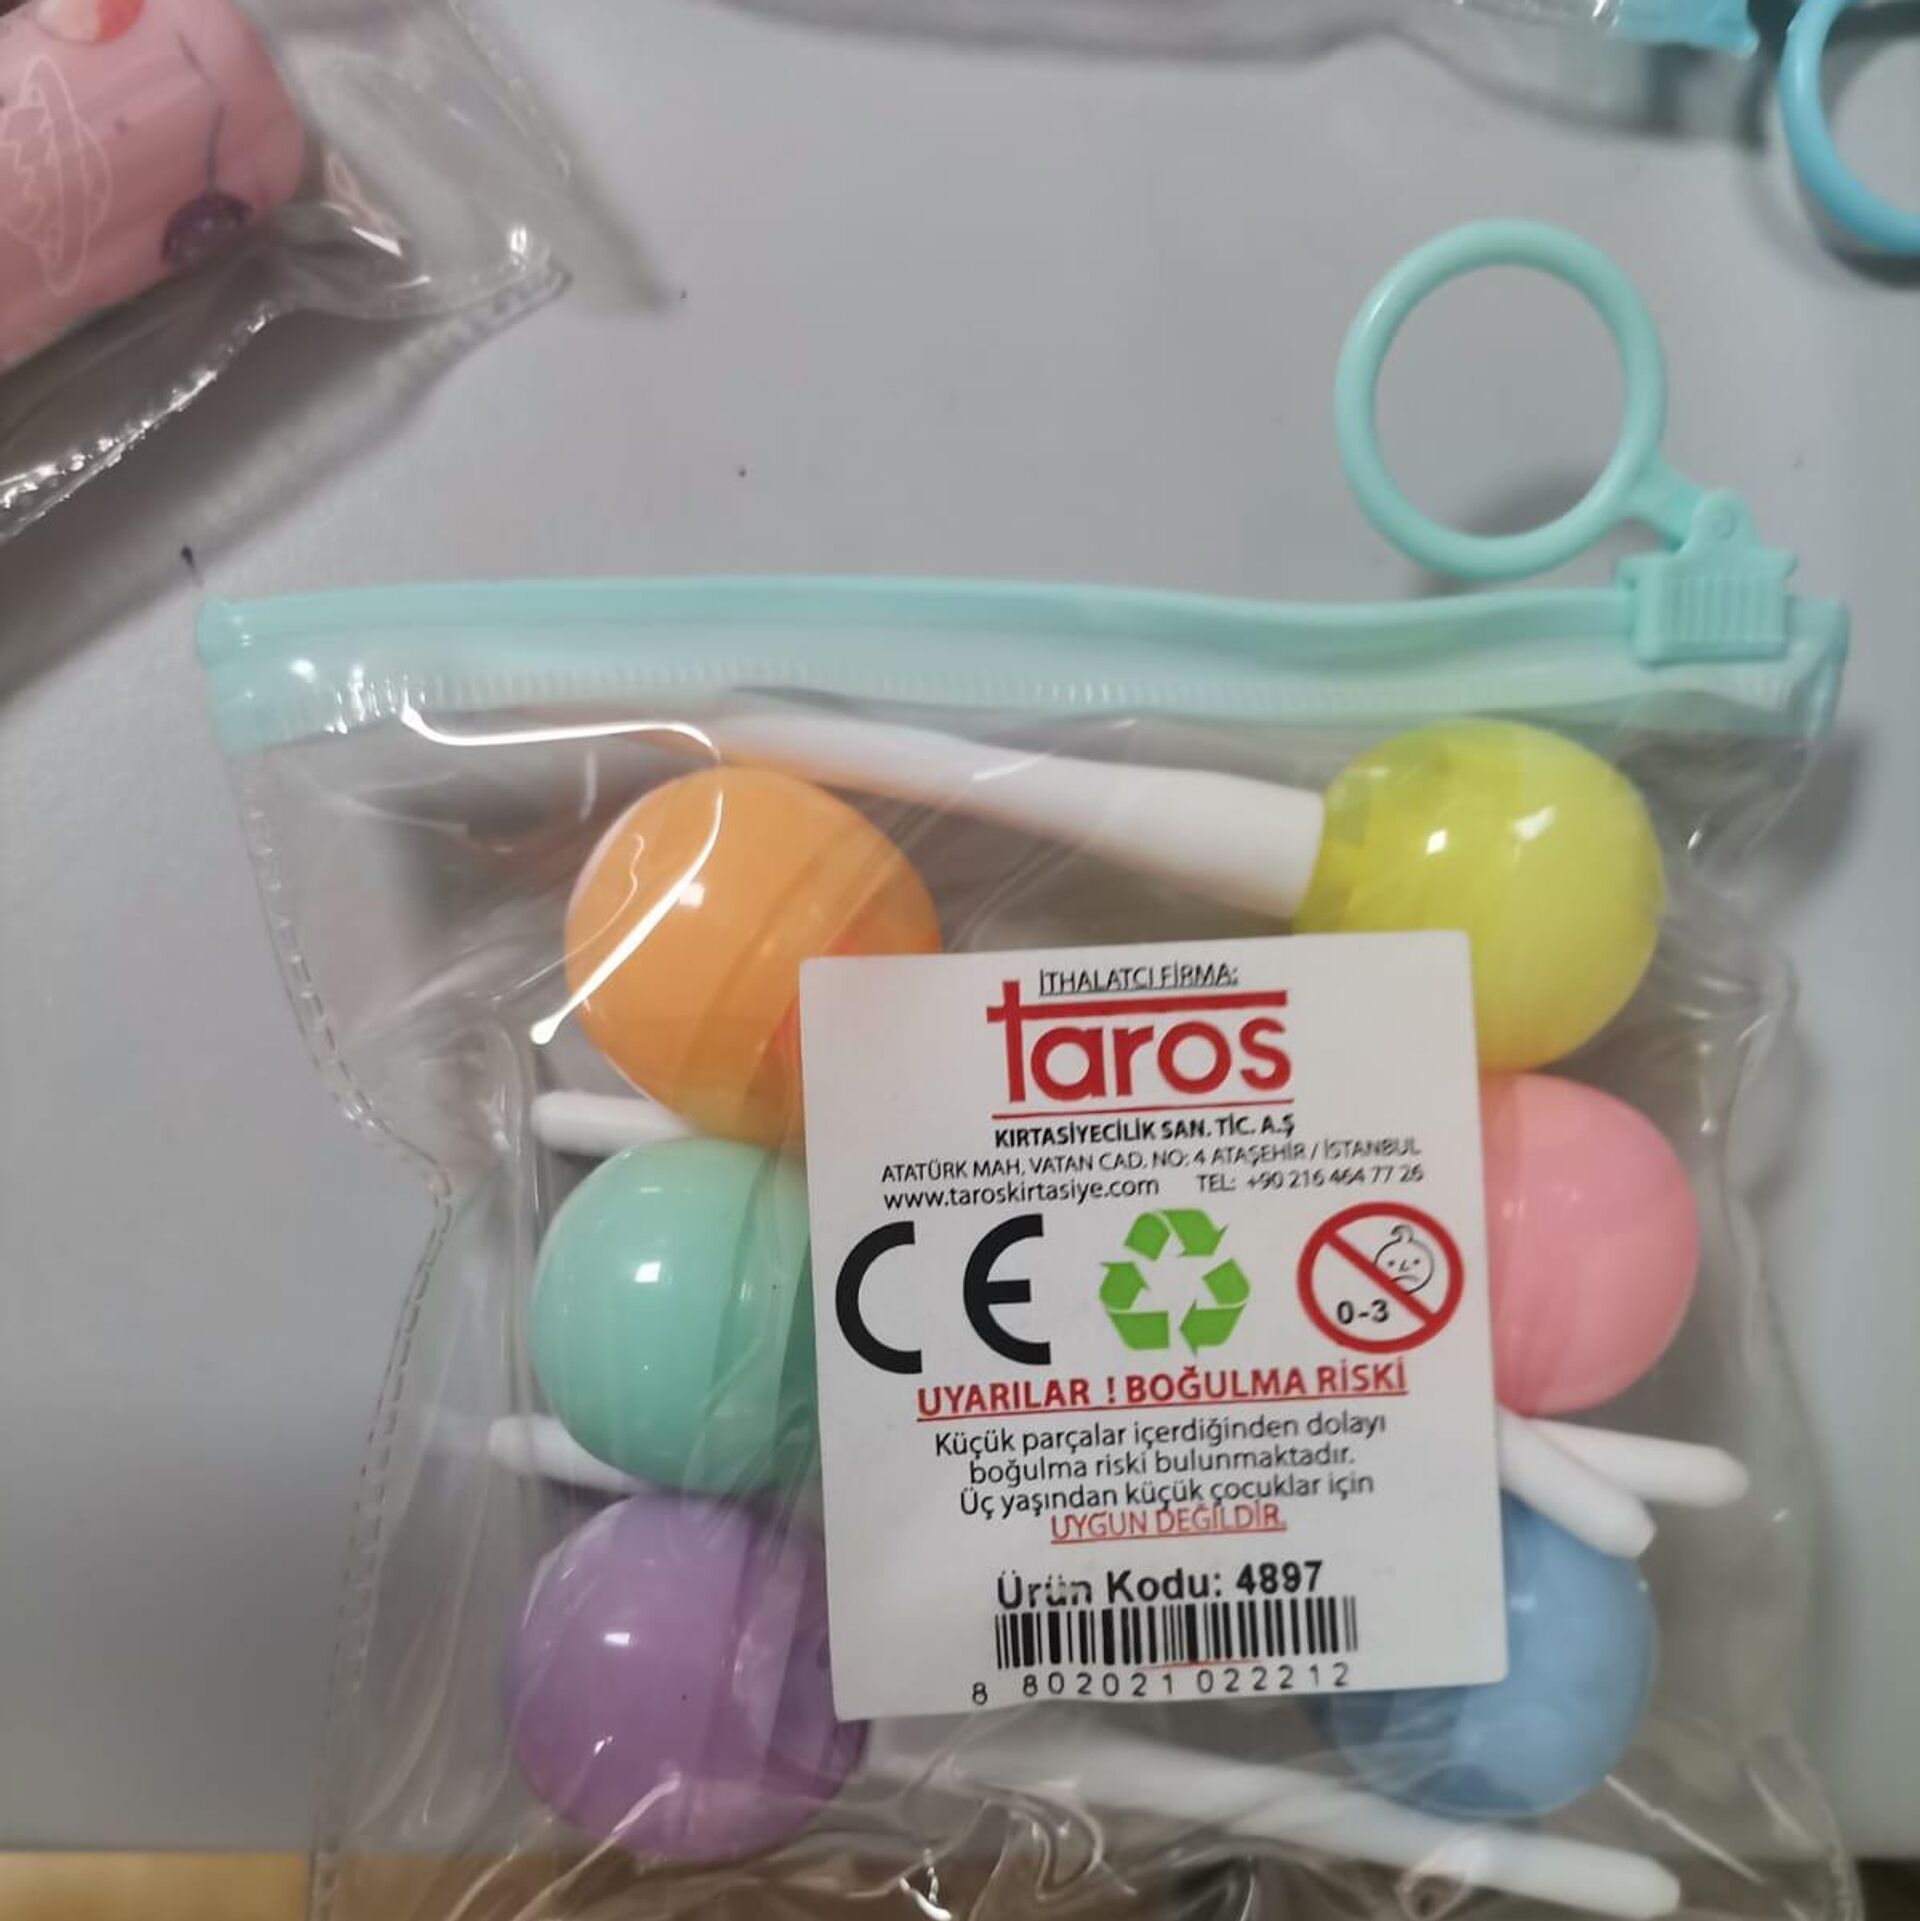 İTHALATCI FİRMA:
taros
KIRTASİYECİLİK SAN. TİC. A.Ş
ATATÜRK MAH. VATAN CAD. NO: 4 ATAŞEHİR / İSTANBUL
www.taroskirtasiye.com TEL: +90 216 464 77 26
CE
0-3
UYARILAR ! BOĞULMA RİSKİ
Küçük parçalar içerdiğinden dolayı
boğulma riski bulunmaktadır.
Üç yaşından küçük çocuklar için
UYGUN DEĞİLDİR.
Ürün Kodu: 4897
8 802021 022212